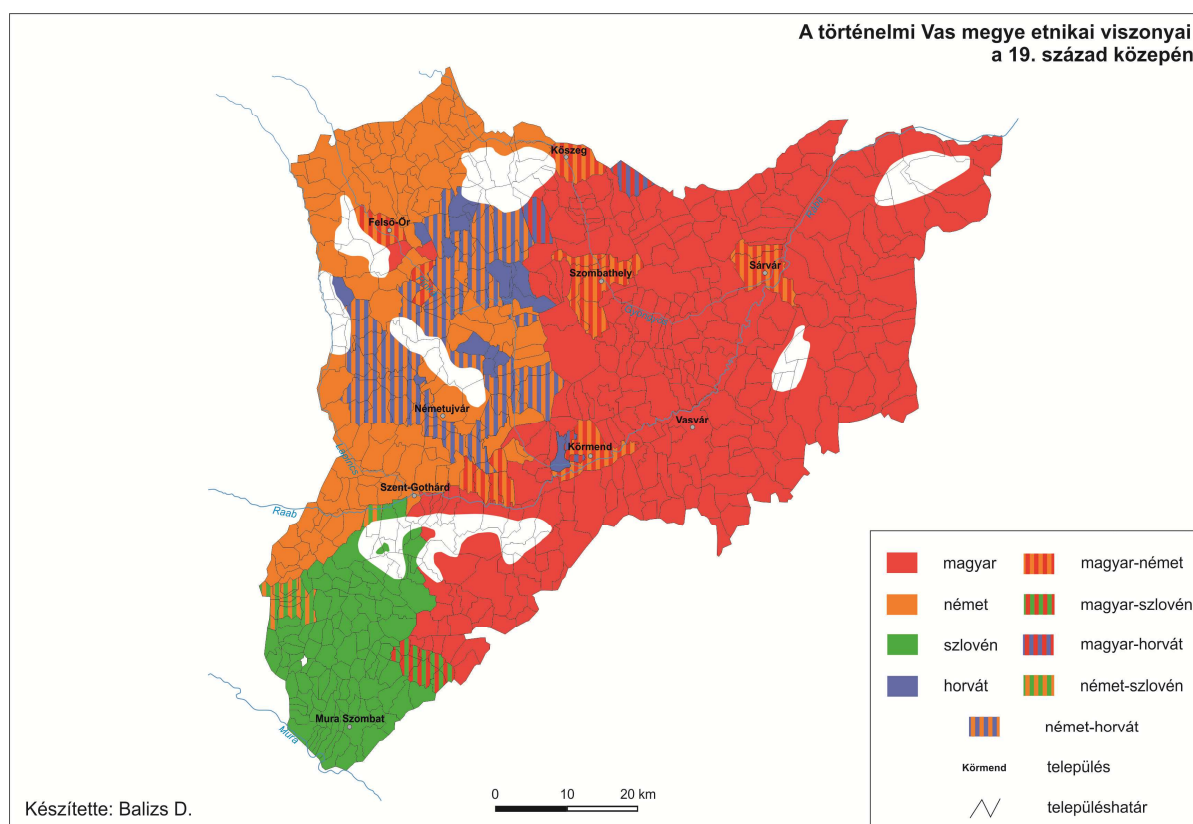 A történelmi Vas megye etnikai viszonyai
a 19. század közepén
Kőszeg
Felső-Őr
Szombathely
Sárvár
Rába
Németujvár
Vasvár
Körmend
Szent-Gothárd
Raab
Mura Szombat
Mura
magyar
magyar-német
német
magyar-szlovén
szlovén
magyar-horvát
horvát
német-szlovén
német-horvát
Körmend
település
településhatár
0
10
20 km
Készítette: Balizs D.